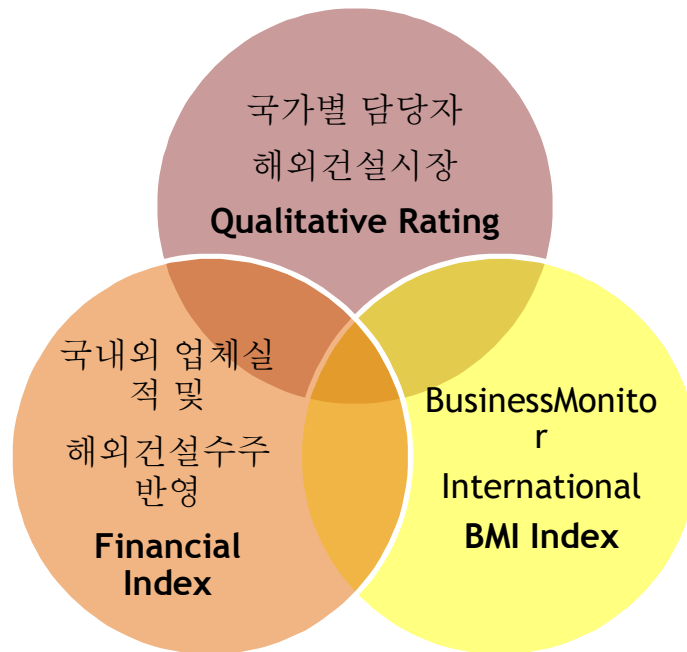 국가별 담당자
해외건설시장
Qualitative Rating
국내외 업체실
적 및
해외건설수주
반영
Financial
Index
BusinessMonito
r
International
BMI Index